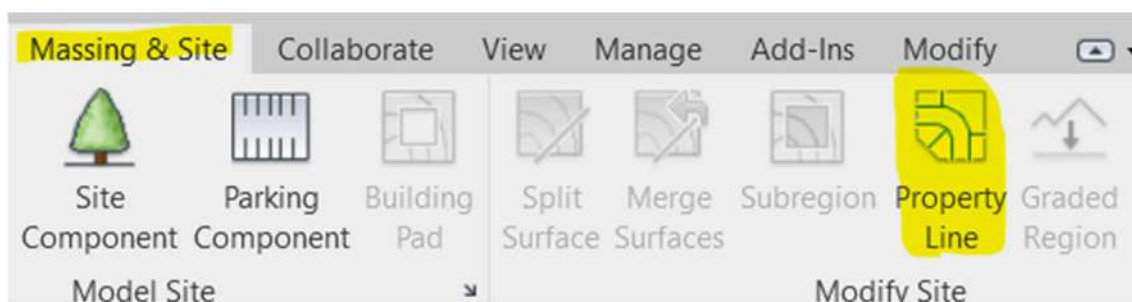 Massing & Site Collaborate View Manage Add-Ins Modify
Site Component
Parking Component
Building Pad
Split Surface
Merge Surfaces
Subregion
Property Line
Graded Region
Model Site
Modify Site